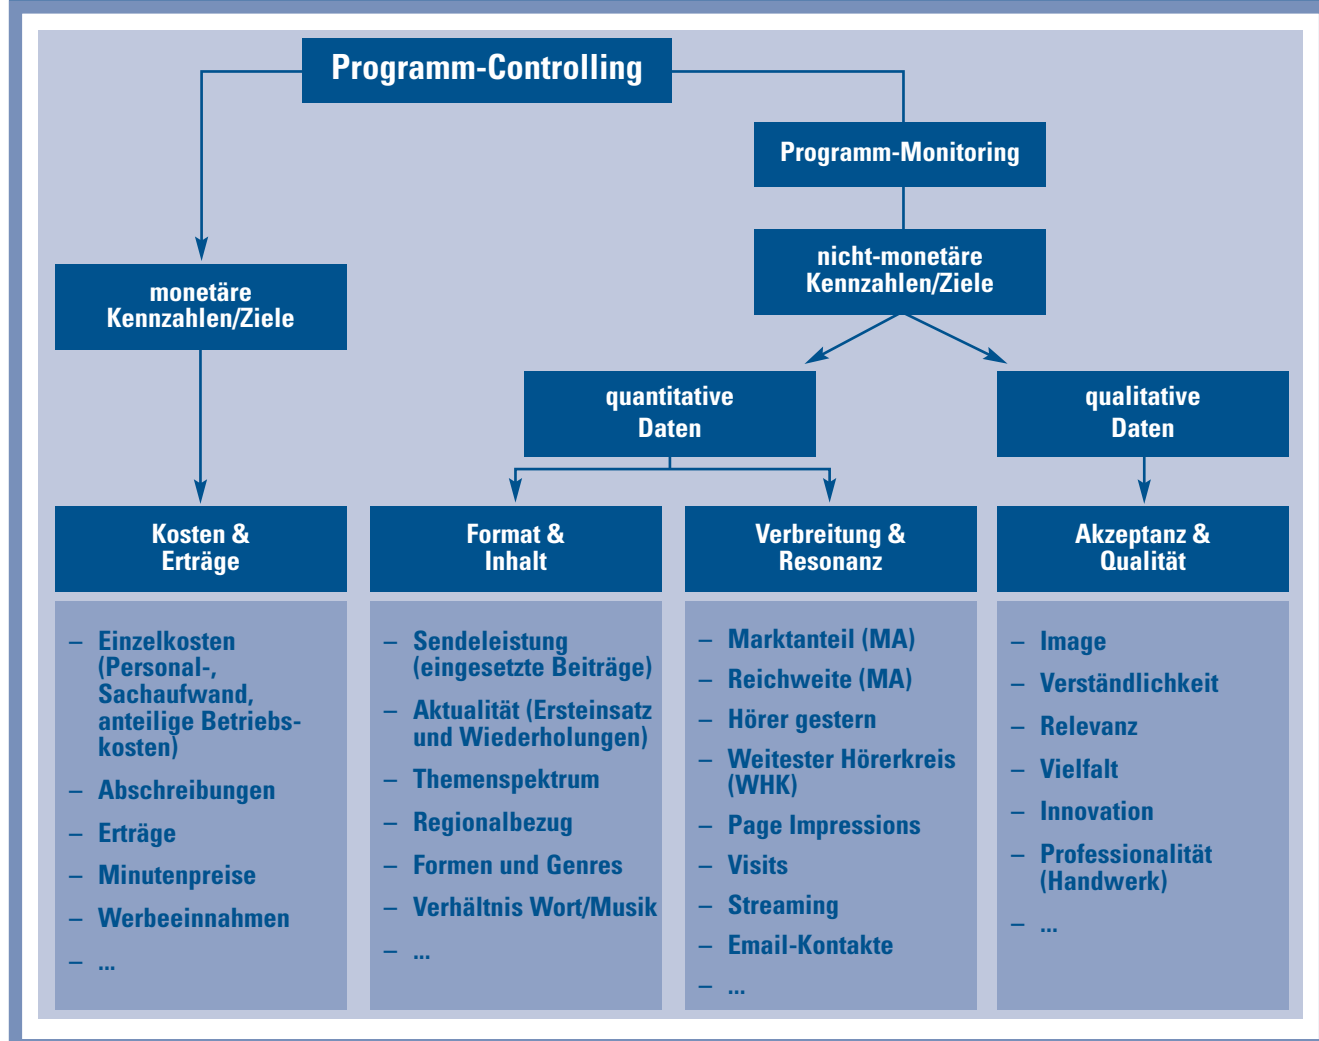 Programm-Controlling
Programm-Monitoring
nicht-monetäre
Kennzahlen/Ziele
monetäre
Kennzahlen/Ziele
quantitative
Daten
qualitative
Daten
Kosten &
Erträge
Format &
Inhalt
Verbreitung &
Resonanz
Akzeptanz &
Qualität
– Einzelkosten
(Personal-,
Sachaufwand,
anteilige Betriebs-
kosten)
– Abschreibungen
– Erträge
– Minutenpreise
– Werbeeinnahmen
– ...
– Sendeleistung
(eingesetzte Beiträge)
– Aktualität (Ersteinsatz
und Wiederholungen)
– Themenspektrum
– Regionalbezug
– Formen und Genres
– Verhältnis Wort/Musik
– ...
– Marktanteil (MA)
– Reichweite (MA)
– Hörer gestern
– Weitester Hörerkreis
(WHK)
– Page Impressions
– Visits
– Streaming
– Email-Kontakte
– ...
– Image
– Verständlichkeit
– Relevanz
– Vielfalt
– Innovation
– Professionalität
(Handwerk)
– ...